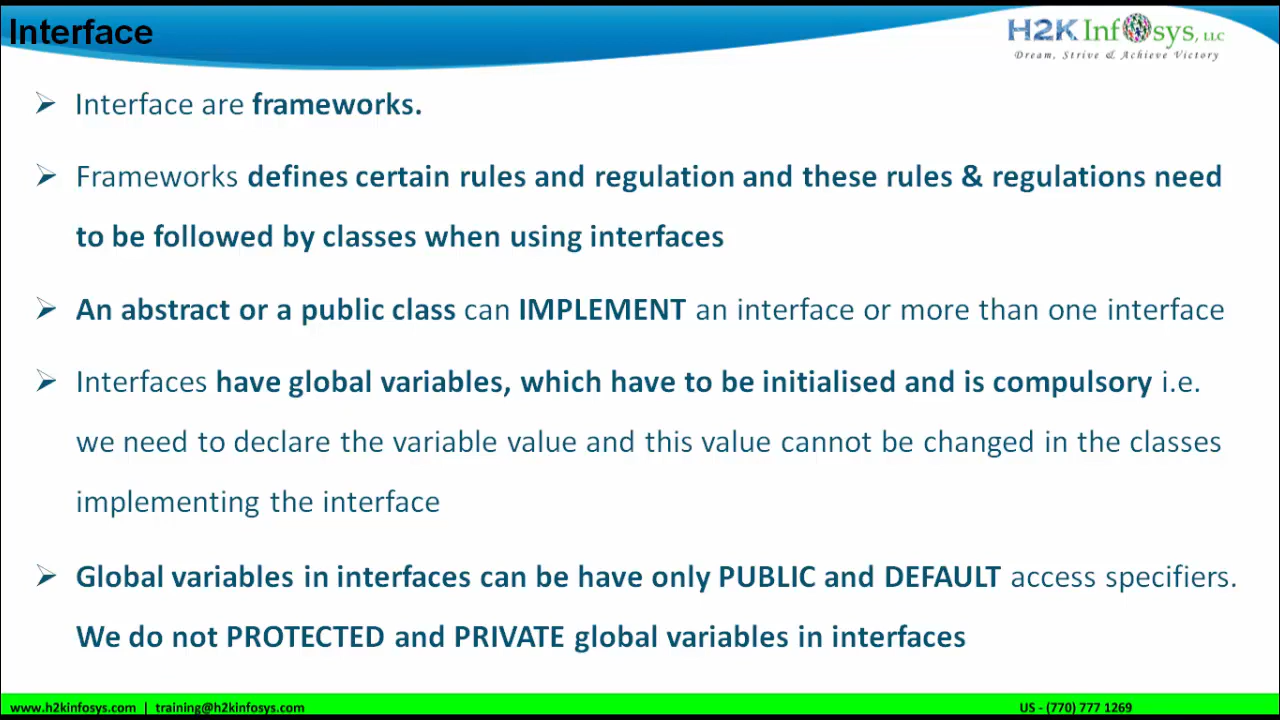 Interface
H2K Infosys, LLC
Dream, Strive & Achieve Victory
Interface are frameworks.
Frameworks defines certain rules and regulation and these rules & regulations need
to be followed by classes when using interfaces
An abstract or a public class can IMPLEMENT an interface or more than one interface
Interfaces have global variables, which have to be initialised and is compulsory i.e.
we need to declare the variable value and this value cannot be changed in the classes
implementing the interface
Global variables in interfaces can be have only PUBLIC and DEFAULT access specifiers.
We do not PROTECTED and PRIVATE global variables in interfaces
www.h2kinfosys.com | training@h2kinfosys.com
US - (770) 777 1269